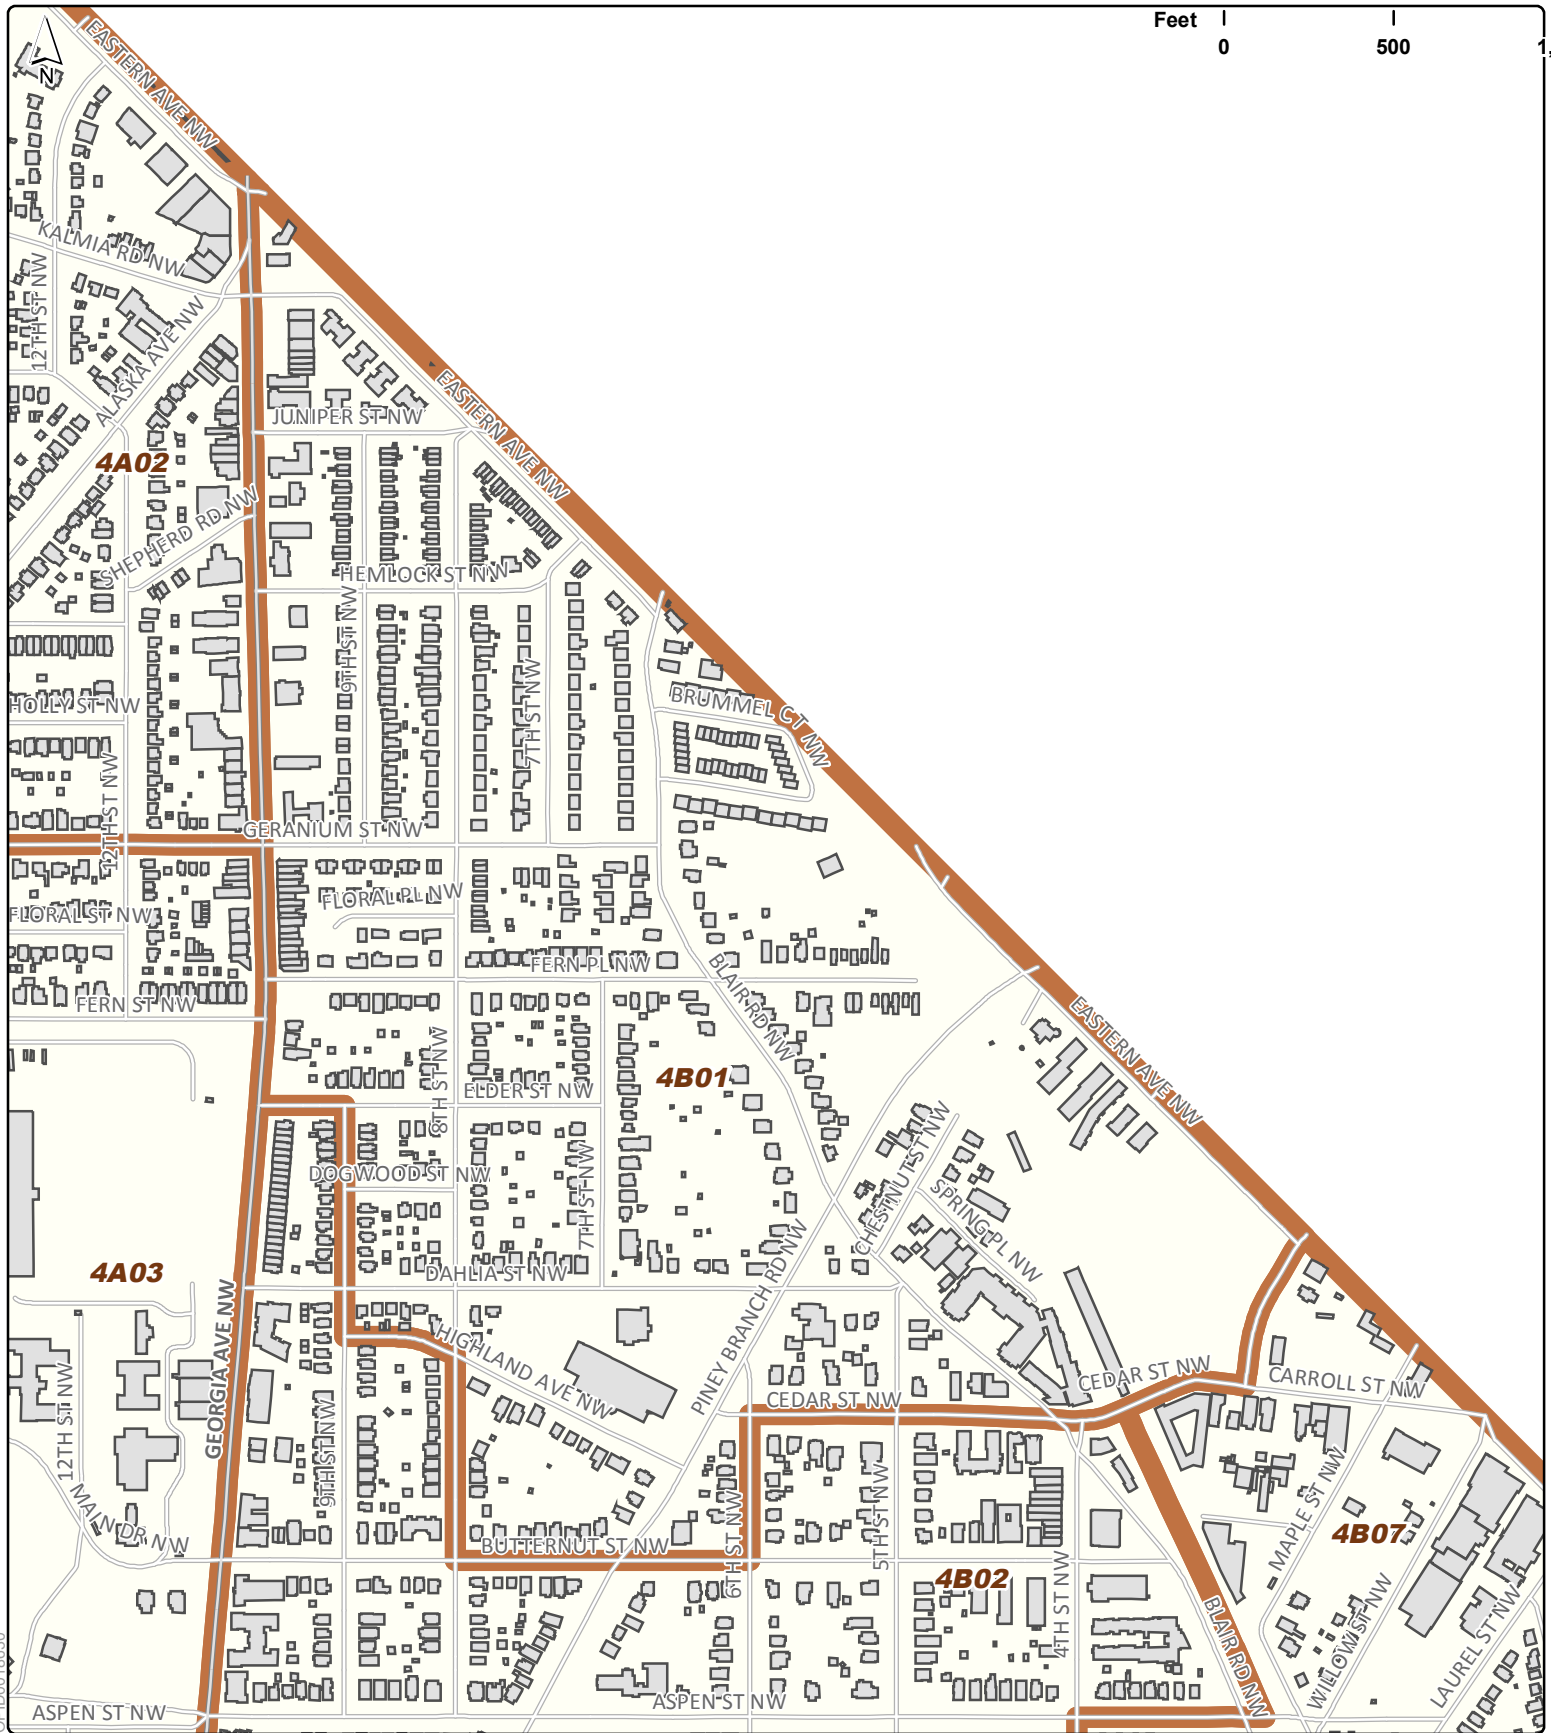 Feet
0
500
1,
N
EASTERN AVE NW
KALMIA RD NW
12TH ST NW
ALASKA AVE NW
JUNIPER ST NW
EASTERN AVE NW
4A02
SHEPHERD RD NW
HEMLOCK ST NW
9TH ST NW
7TH ST NW
HOLLY ST NW
BRUMMEL CT NW
12TH ST NW
GERANIUM ST NW
FLORAL PL NW
FLORAL ST NW
FERN PL NW
BLAIR RD NW
FERN ST NW
EASTERN AVE NW
8TH ST NW
4B01
ELDER ST NW
CHESTNUT ST NW
DOGWOOD ST NW
7TH ST NW
SPRING PL NW
4A03
DAHLIA ST NW
PINEY BRANCH RD NW
GEORGIA AVE NW
HIGHLAND AVE NW
CEDAR ST NW
CEDAR ST NW
CARROLL ST NW
12TH ST NW
9TH ST NW
MAIN DR NW
BUTTERNUT ST NW
6TH ST NW
5TH ST NW
4B02
4TH ST NW
MAPLE ST NW
4B07
BLAIR RD NW
WILLOW ST NW
LAUREL ST NW
ASPEN ST NW
ASPEN ST NW